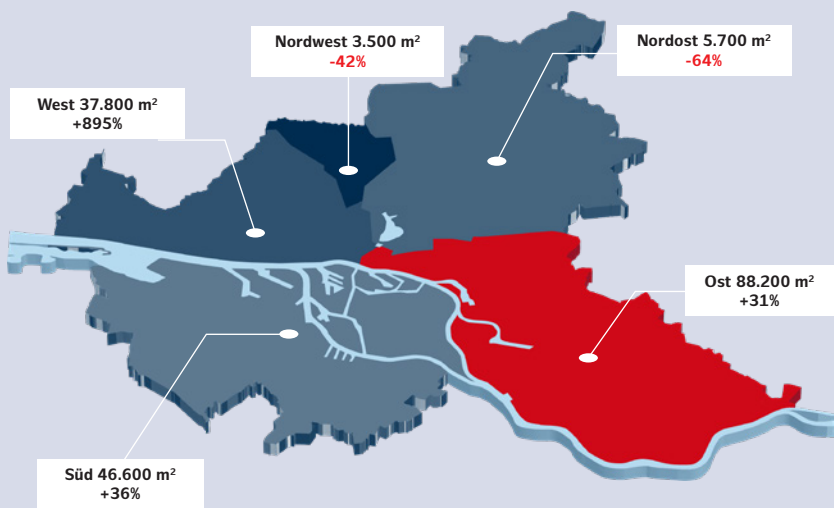 Nordwest 3.500 m²
-42%
Nordost 5.700 m²
-64%
West 37.800 m²
+895%
Ost 88.200 m²
+31%
Süd 46.600 m²
+36%